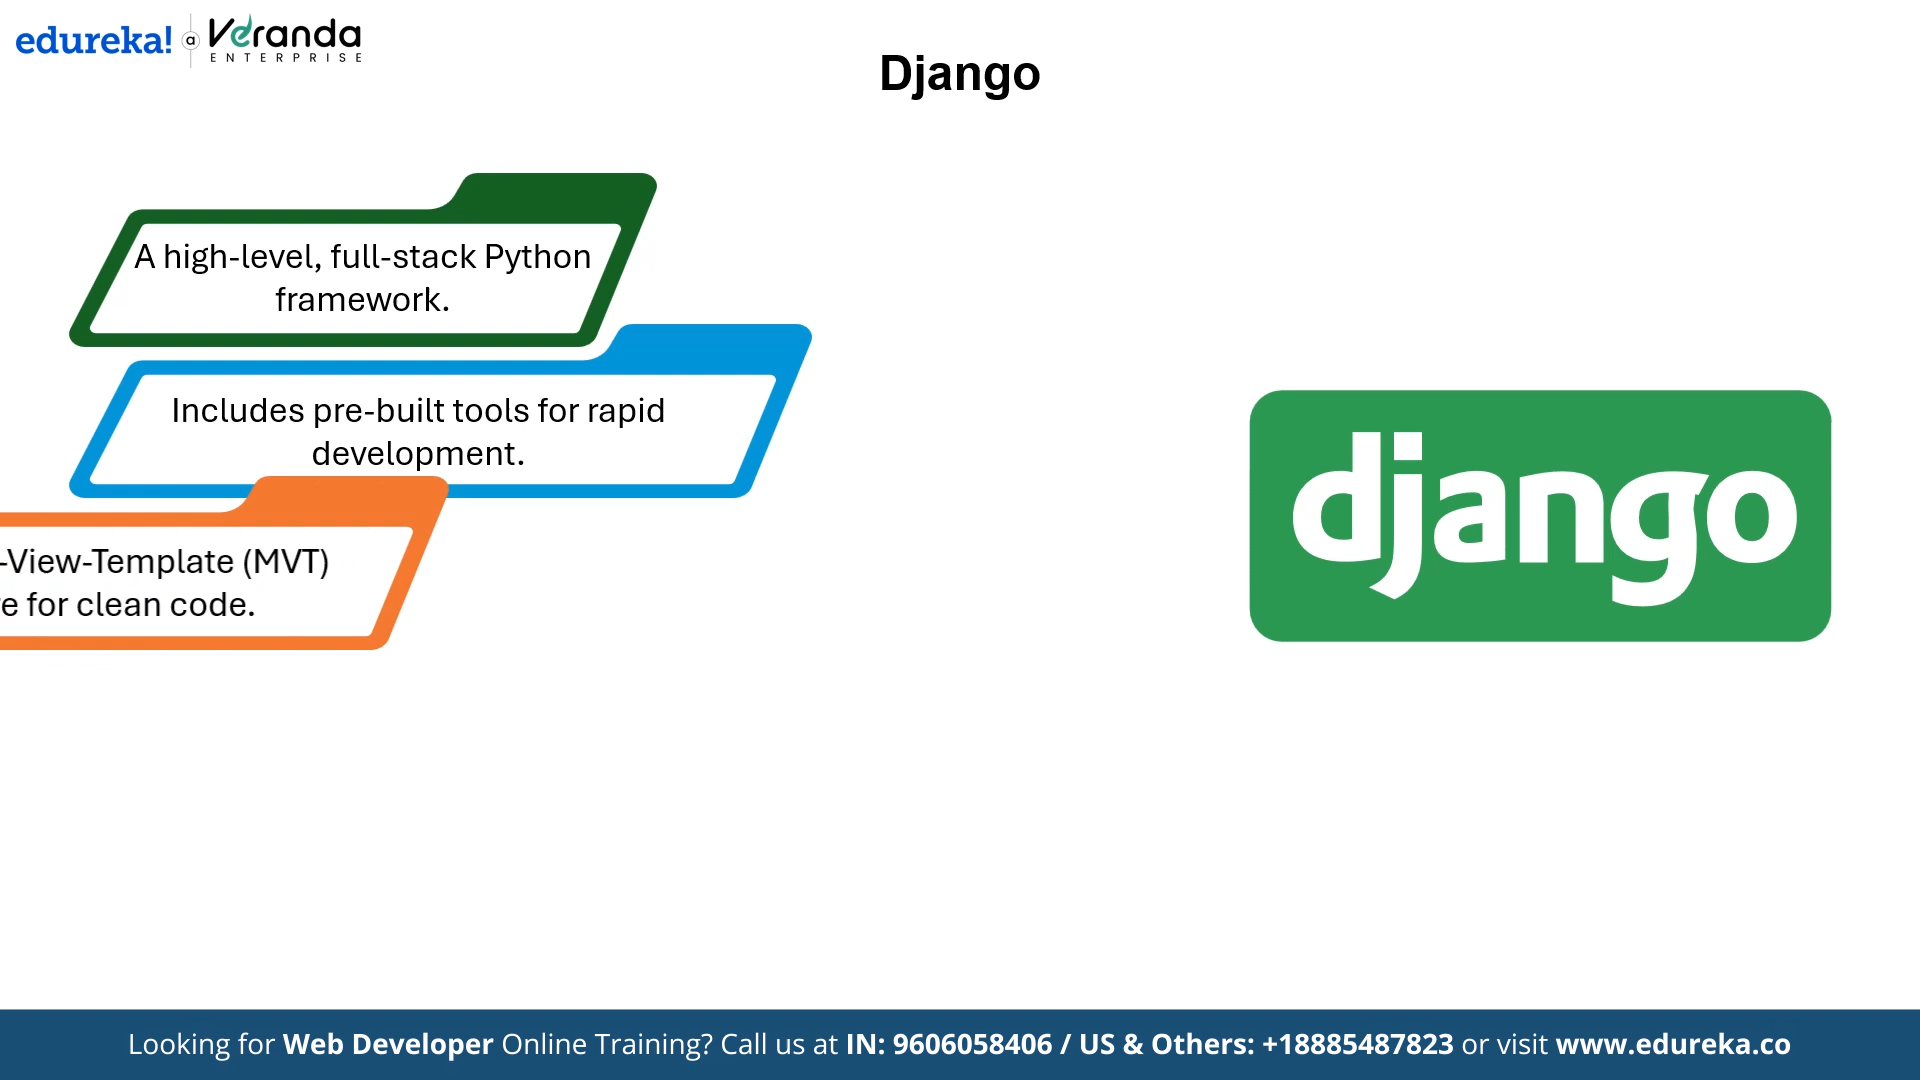 edureka! a Veranda
ENTERPRISE
Django
A high-level, full-stack Python
framework.
Includes pre-built tools for rapid
development.
-View-Template (MVT)
e for clean code.
django
Looking for Web Developer Online Training? Call us at IN: 9606058406 / US & Others: +18885487823 or visit www.edureka.co